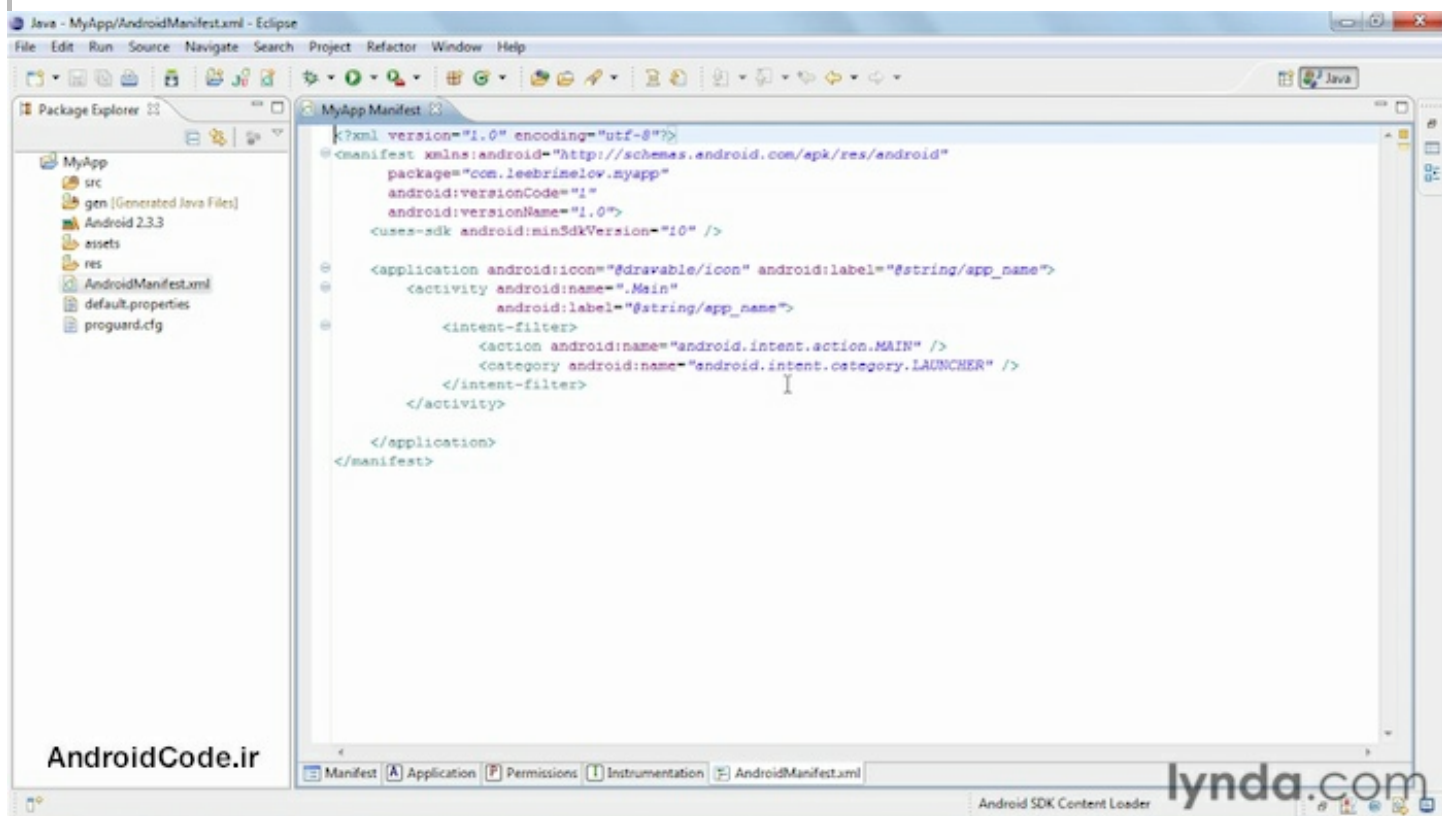 Java - MyApp/AndroidManifest.xml - Eclipse
File Edit Run Source Navigate Search Project Refactor Window Help
Java
Package Explorer
MyApp Manifest
MyApp
src
gen [Generated Java Files]
Android 2.3.3
assets
res
AndroidManifest.xml
default.properties
proguard.cfg
<?xml version="1.0" encoding="utf-8"?>
<manifest xmlns:android="http://schemas.android.com/apk/res/android"
package="com.leebrimelow.myapp"
android:versionCode="1"
android:versionName="1.0">
<uses-sdk android:minSdkVersion="10" />
<application android:icon="@drawable/icon" android:label="@string/app_name">
<activity android:name=".Main"
android:label="@string/app_name">
<intent-filter>
<action android:name="android.intent.action.MAIN" />
<category android:name="android.intent.category.LAUNCHER" />
</intent-filter>
</activity>
</application>
</manifest>
AndroidCode.ir
Manifest A Application P Permissions I Instrumentation AndroidManifest.xml
Android SDK Content Loader
lynda.com